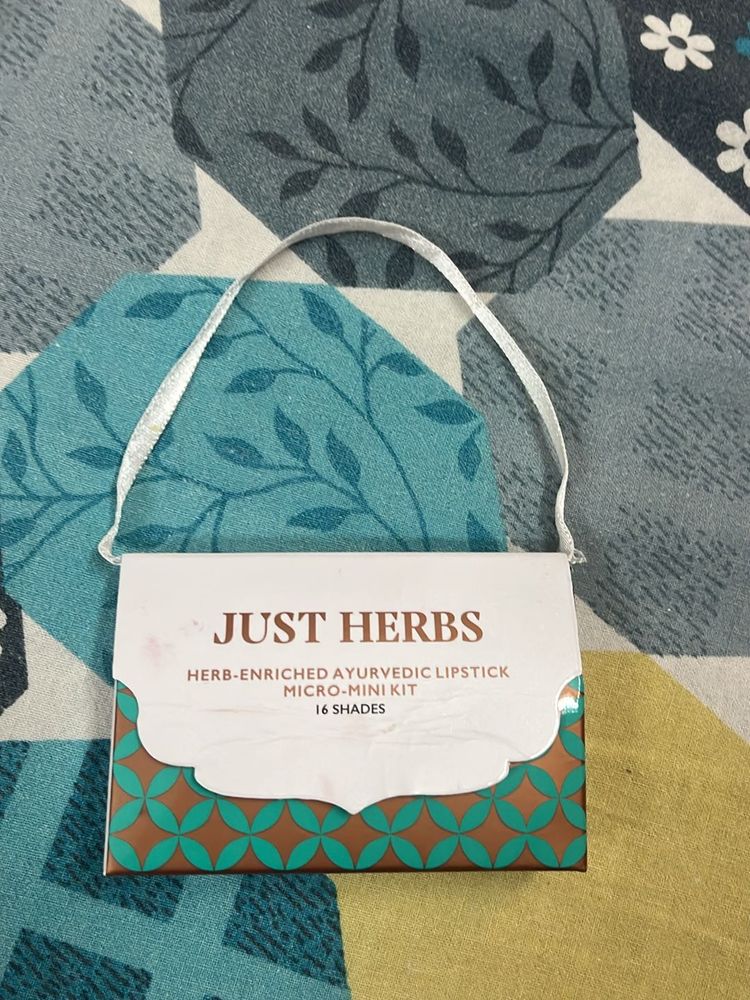 JUST HERBS
HERB-ENRICHED AYURVEDIC LIPSTICK
MICRO-MINI KIT
16 SHADES